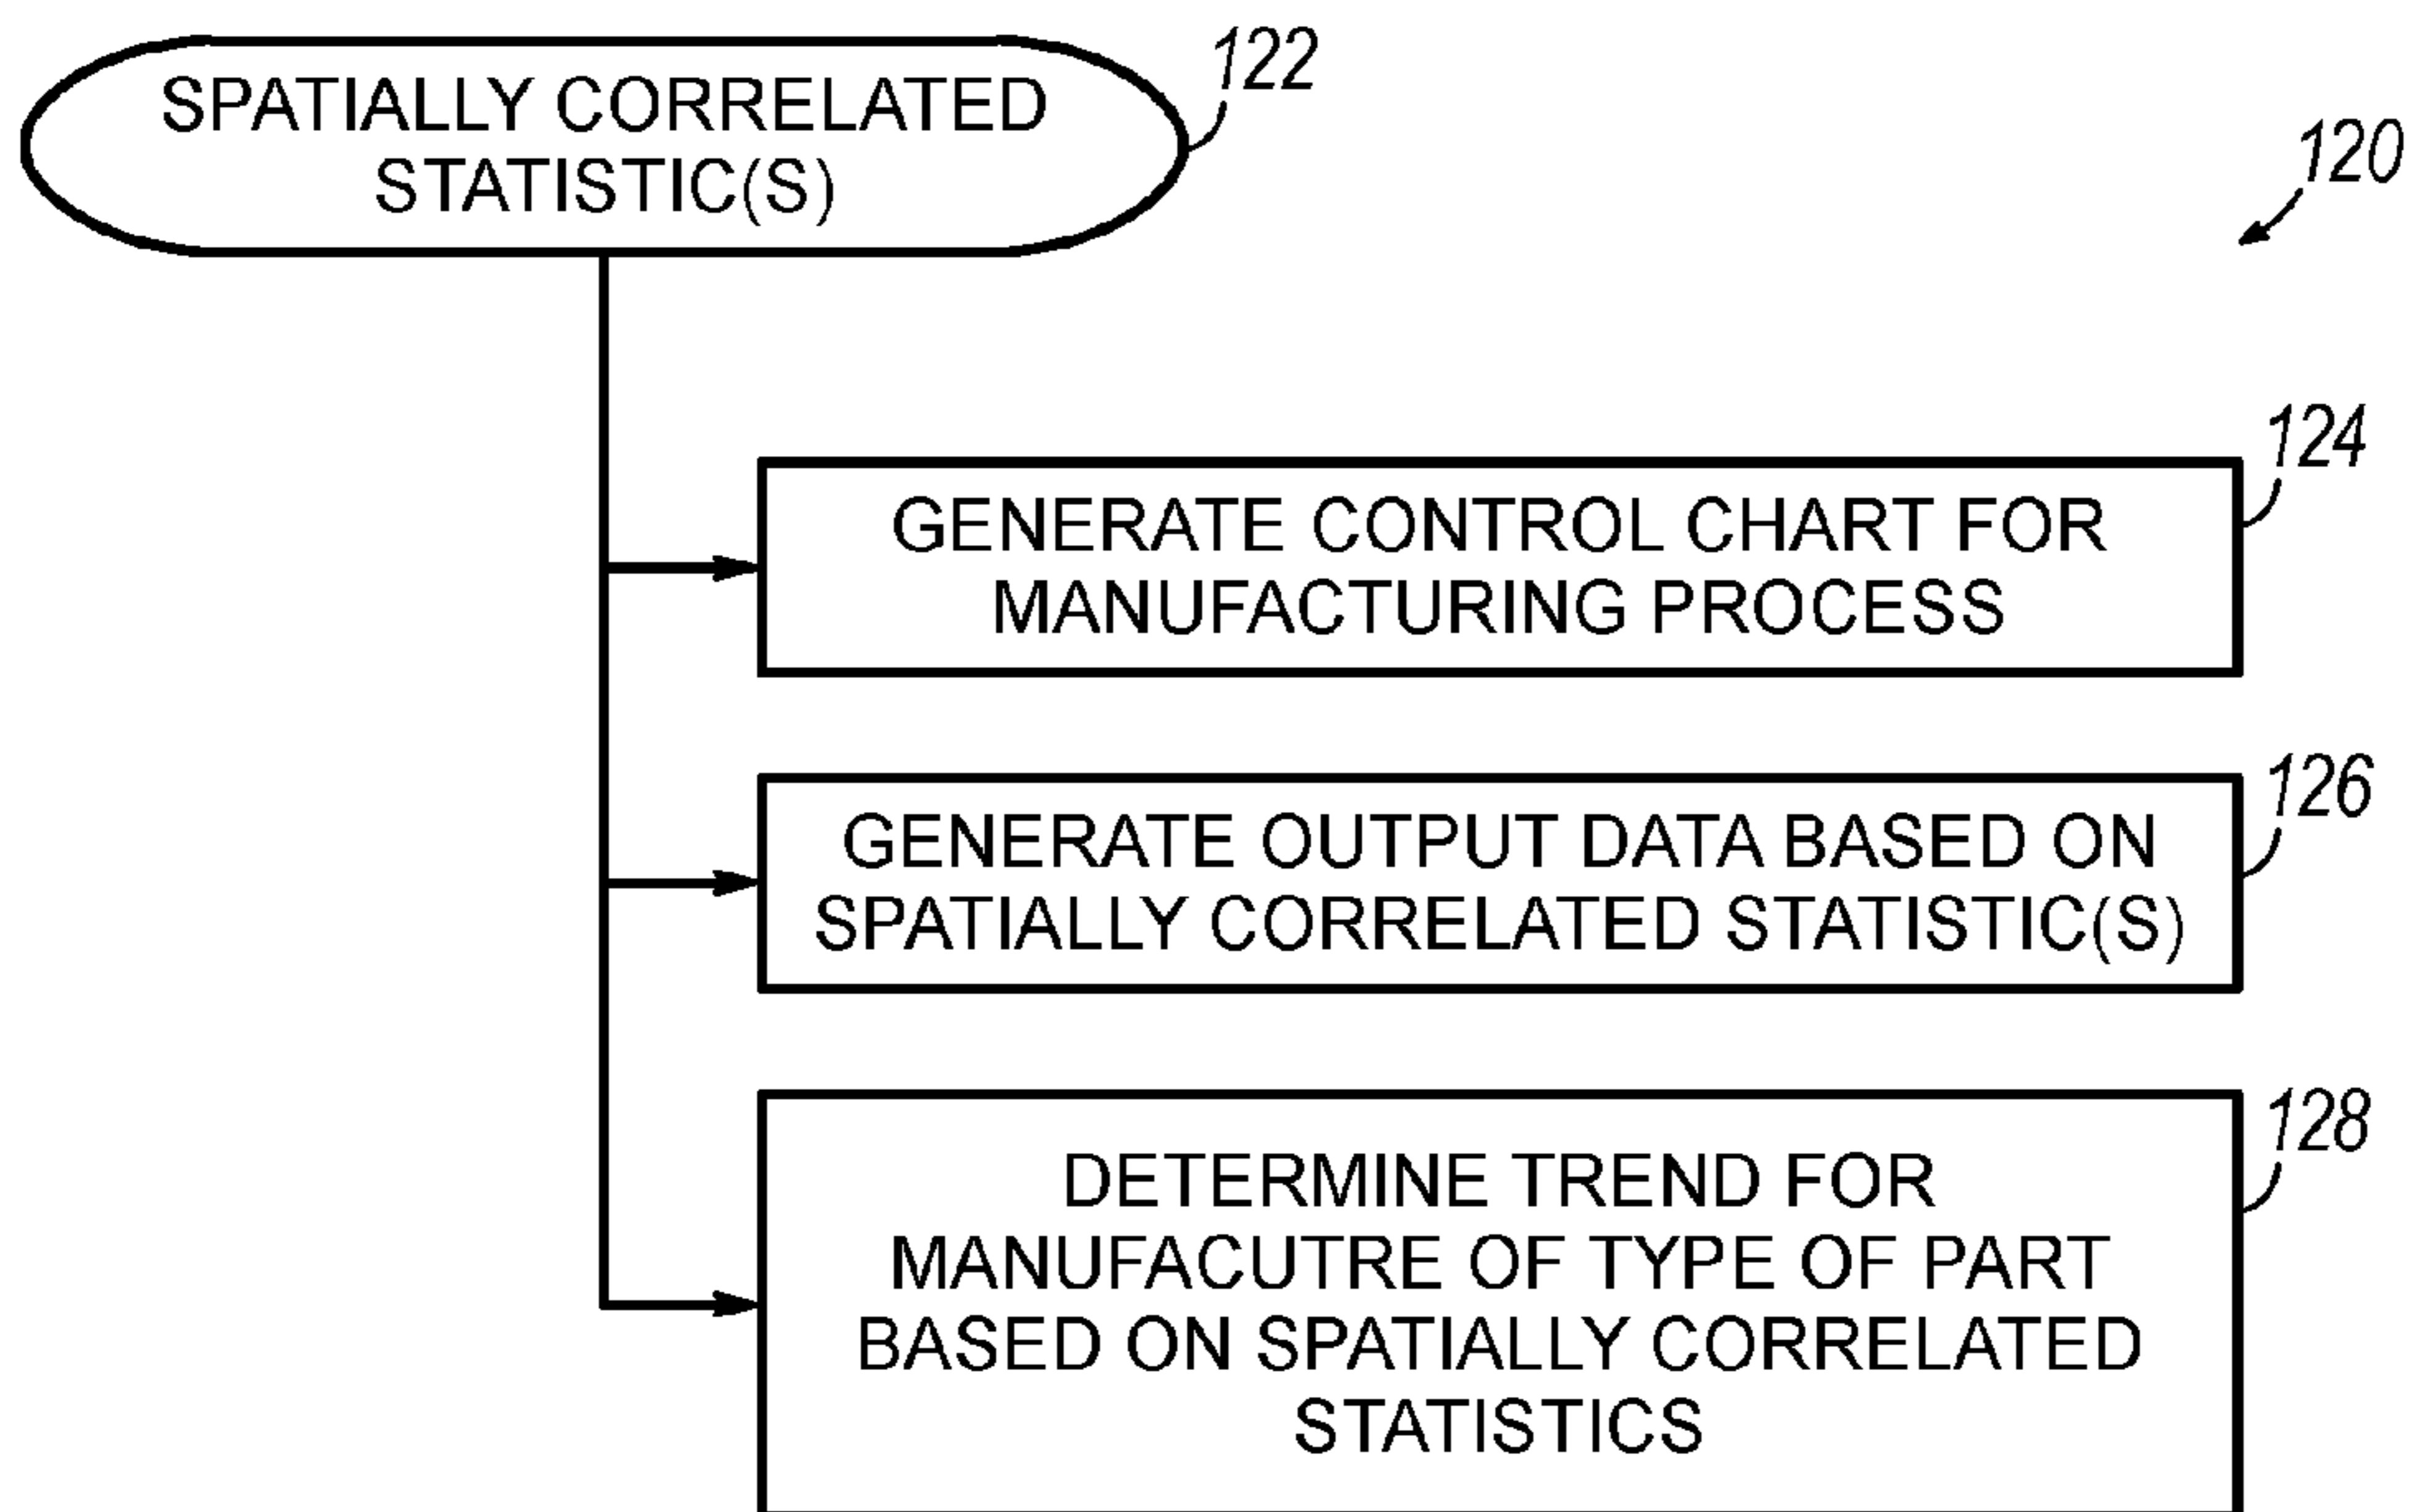 SPATIALLY CORRELATED
STATISTIC(S)
122
120
124
GENERATE CONTROL CHART FOR
MANUFACTURING PROCESS
126
GENERATE OUTPUT DATA BASED ON
SPATIALLY CORRELATED STATISTIC(S)
128
DETERMINE TREND FOR
MANUFACUTRE OF TYPE OF PART
BASED ON SPATIALLY CORRELATED
STATISTICS